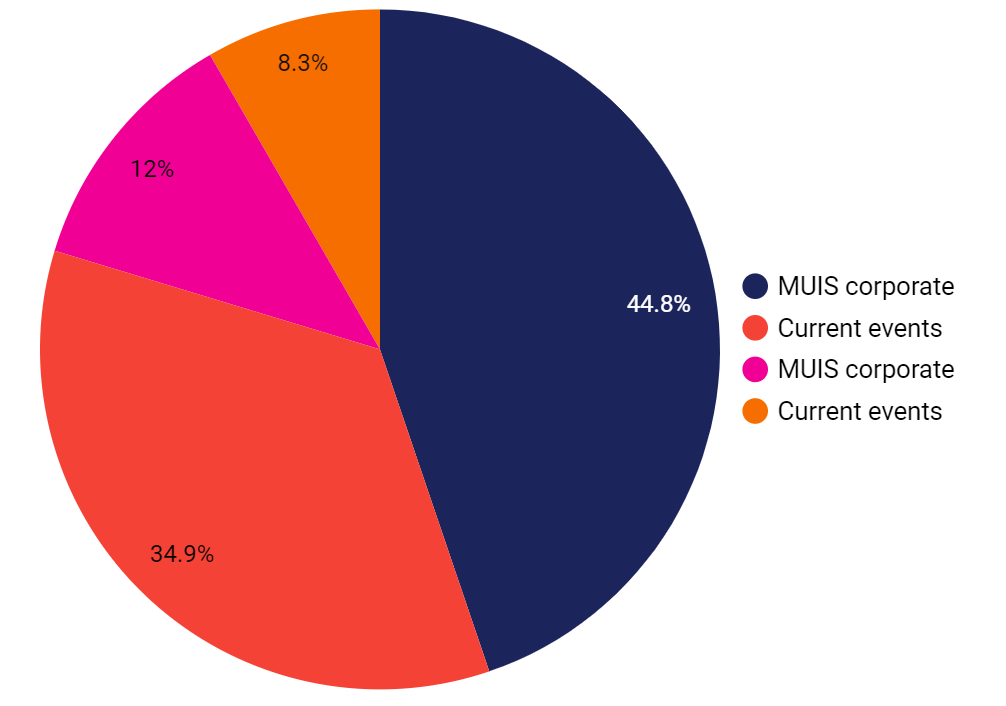 8.3%
12%
44.8%
34.9%
MUIS corporate
Current events
MUIS corporate
Current events